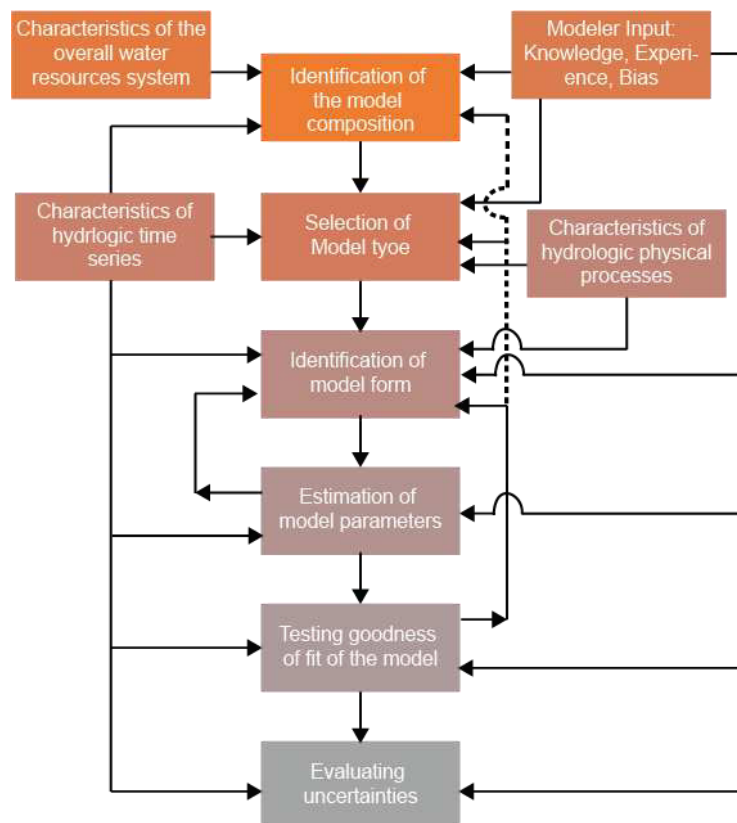 Characteristics of the
overall water
resources system
Modeler Input:
Knowledge, Experi-
ence, Bias
Identification of
the model
composition
Characteristics of
hydrlogic time
series
Selection of
Model tyoe
Characteristics of
hydrologic physical
processes
Identification of
model form
Estimation of
model parameters
Testing goodness
of fit of the model
Evaluating
uncertainties